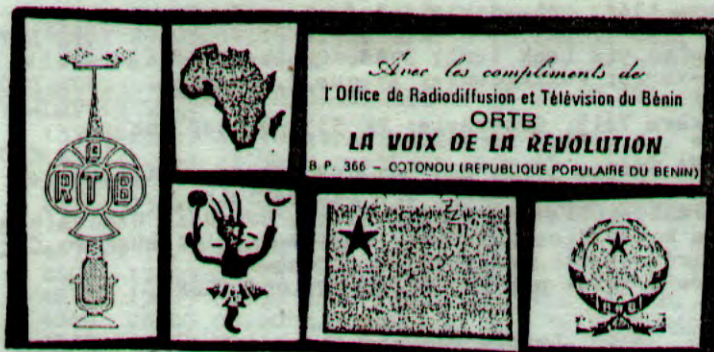 O
RTB
Avec les compliments de
l'Office de Radiodiffusion et Télévision du Bénin
ORTB
LA VOIX DE LA REVOLUTION
B.P. 366 – COTONOU (REPUBLIQUE POPULAIRE DU BENIN)